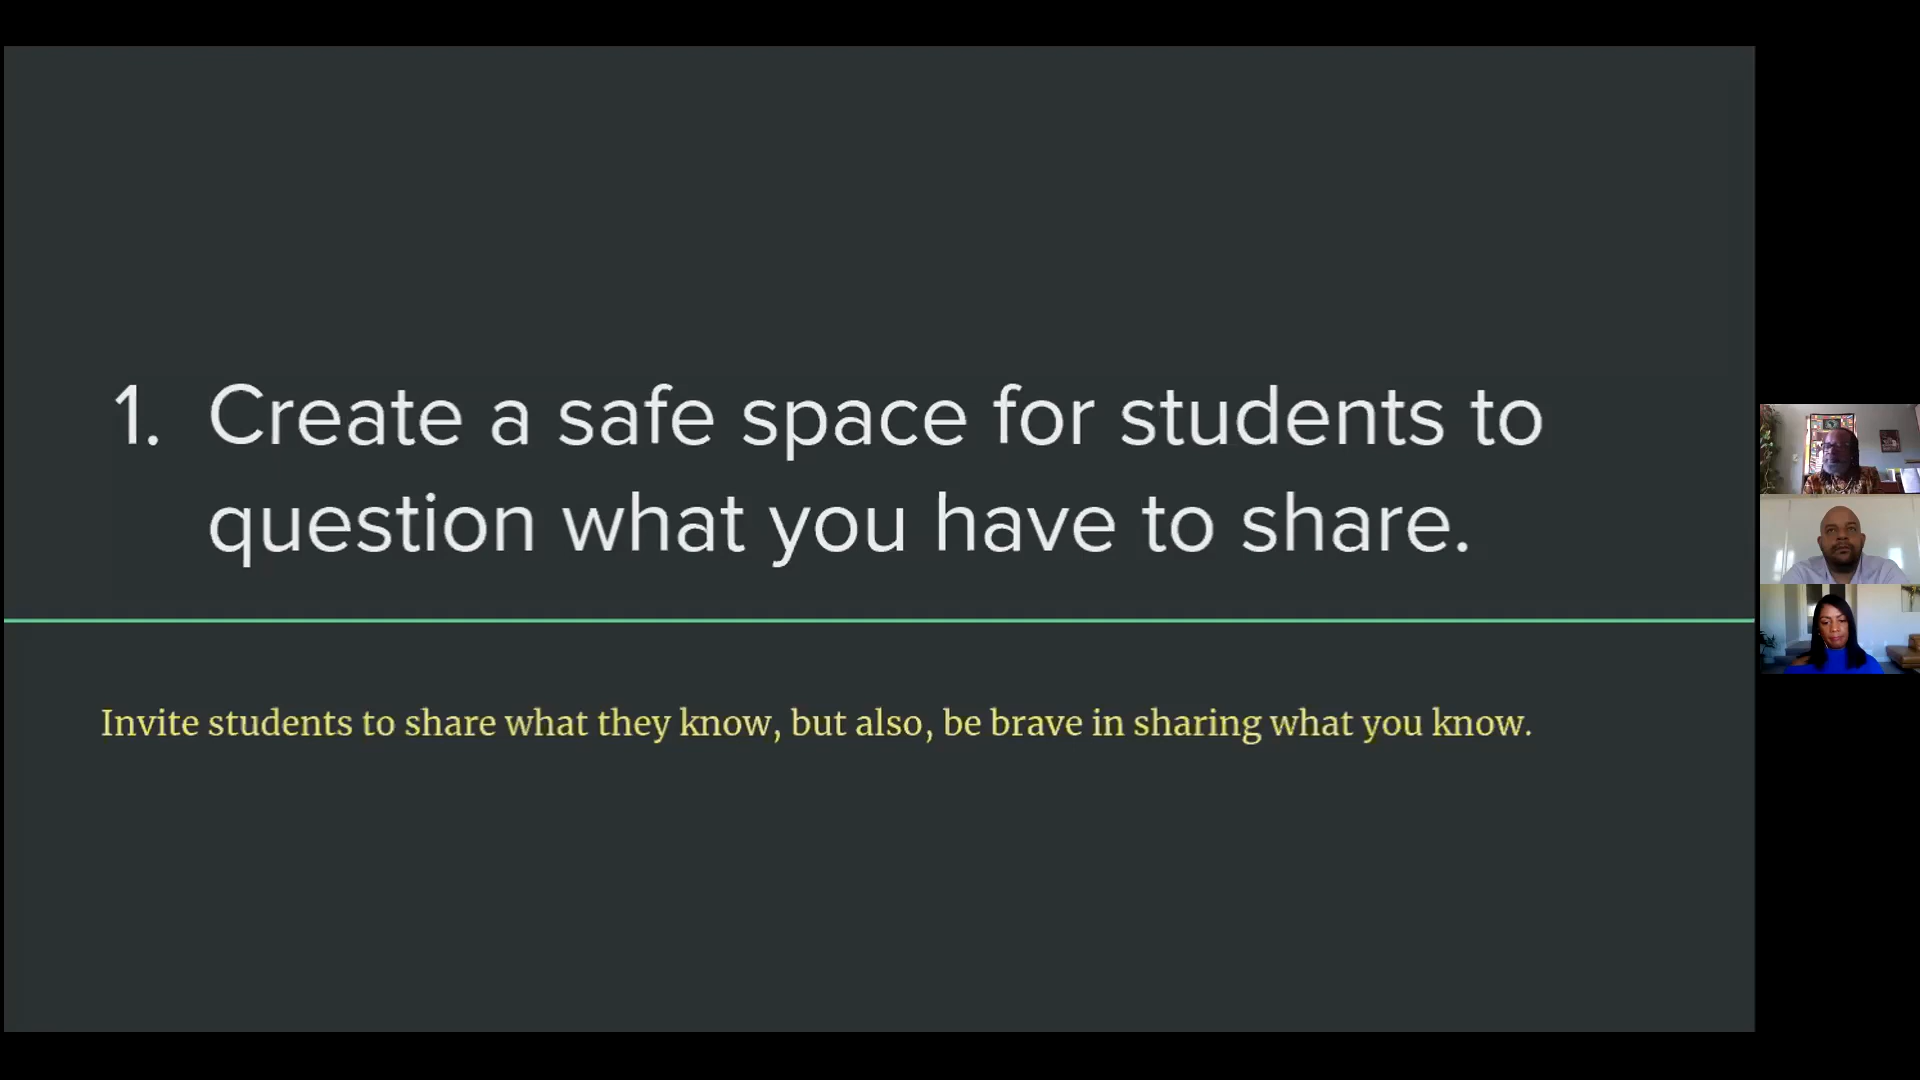 1. Create a safe space for students to
question what you have to share.
Invite students to share what they know, but also, be brave in sharing what you know.